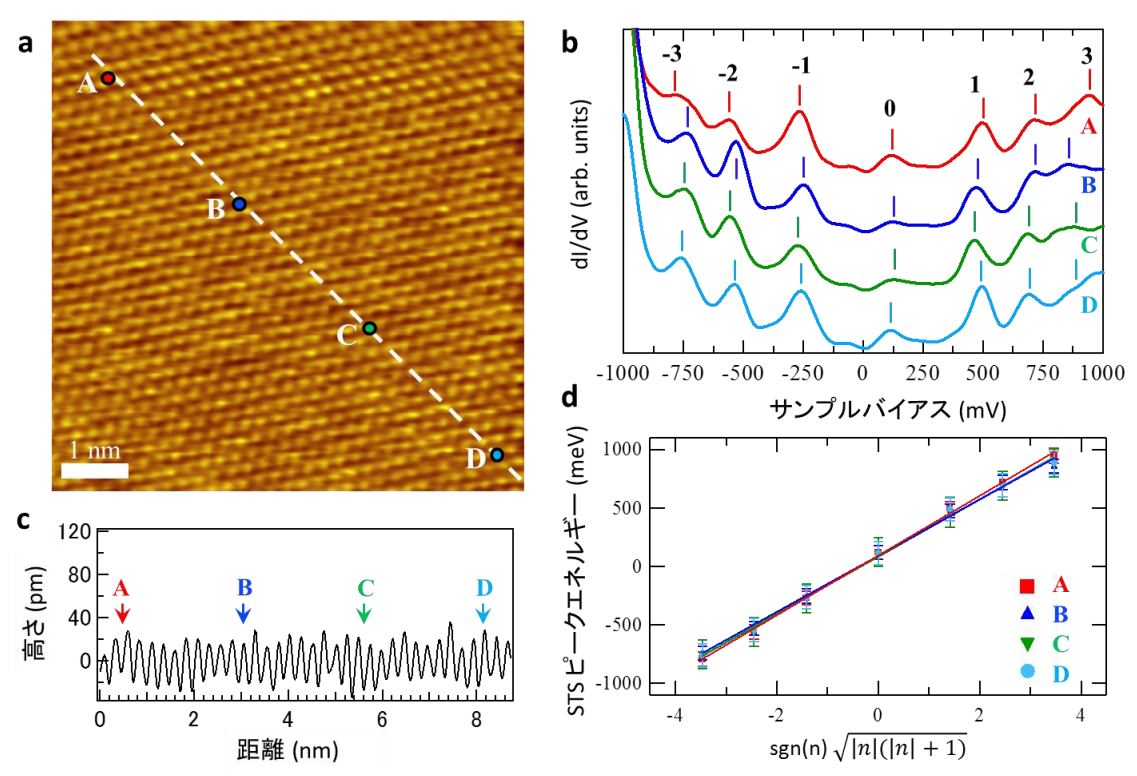 a
A
B
C
D
1 nm
b
-3
-2
-1
0
1
2
3
A
B
C
D
dI/dV (arb. units)
-1000 -750 -500 -250 0 250 500 750 1000
サンプルバイアス (mV)
c
120
80
40
0
高さ (pm)
A B C D
0 2 4 6 8
距離 (nm)
d
1000
500
0
-500
-1000
STS ピークエネルギー (meV)
A
B
C
D
-4 -2 0 2 4
sgn(n) √|n|(|n| + 1)